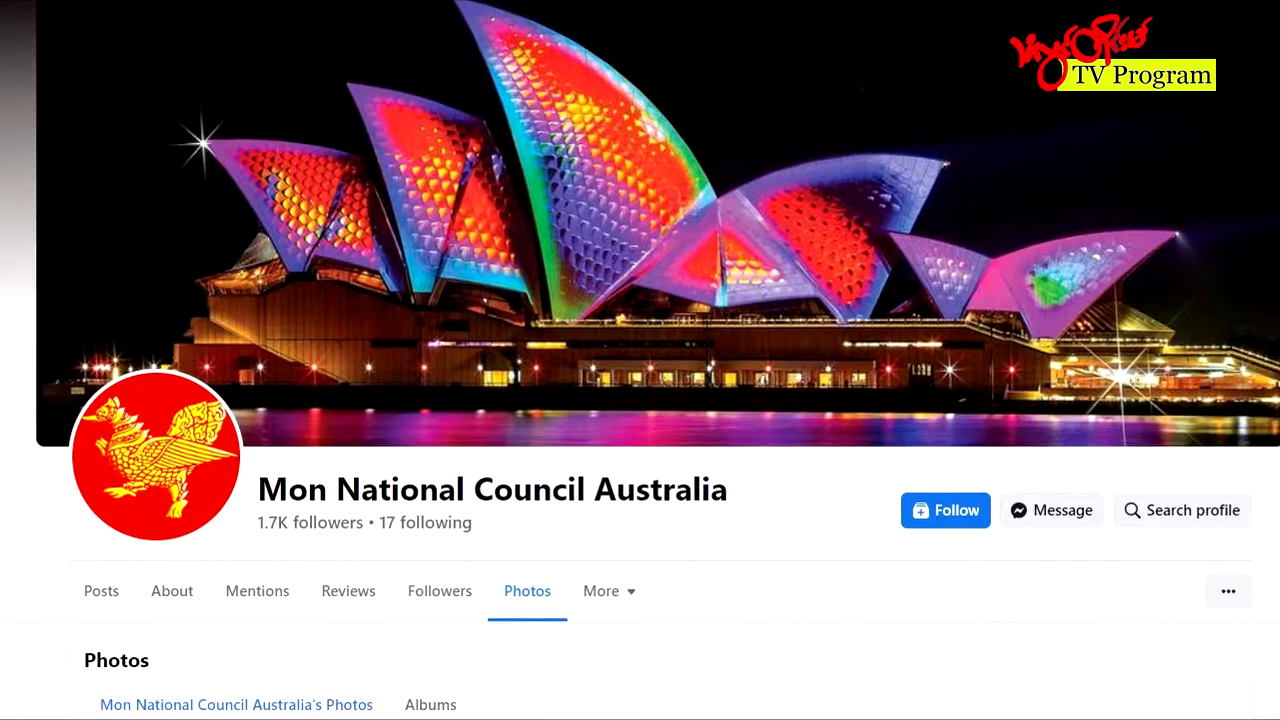 TV Program
Mon National Council Australia
1.7K followers • 17 following
Follow
Message
Search profile
Posts
About
Mentions
Reviews
Followers
Photos
More
Photos
Mon National Council Australia's Photos
Albums